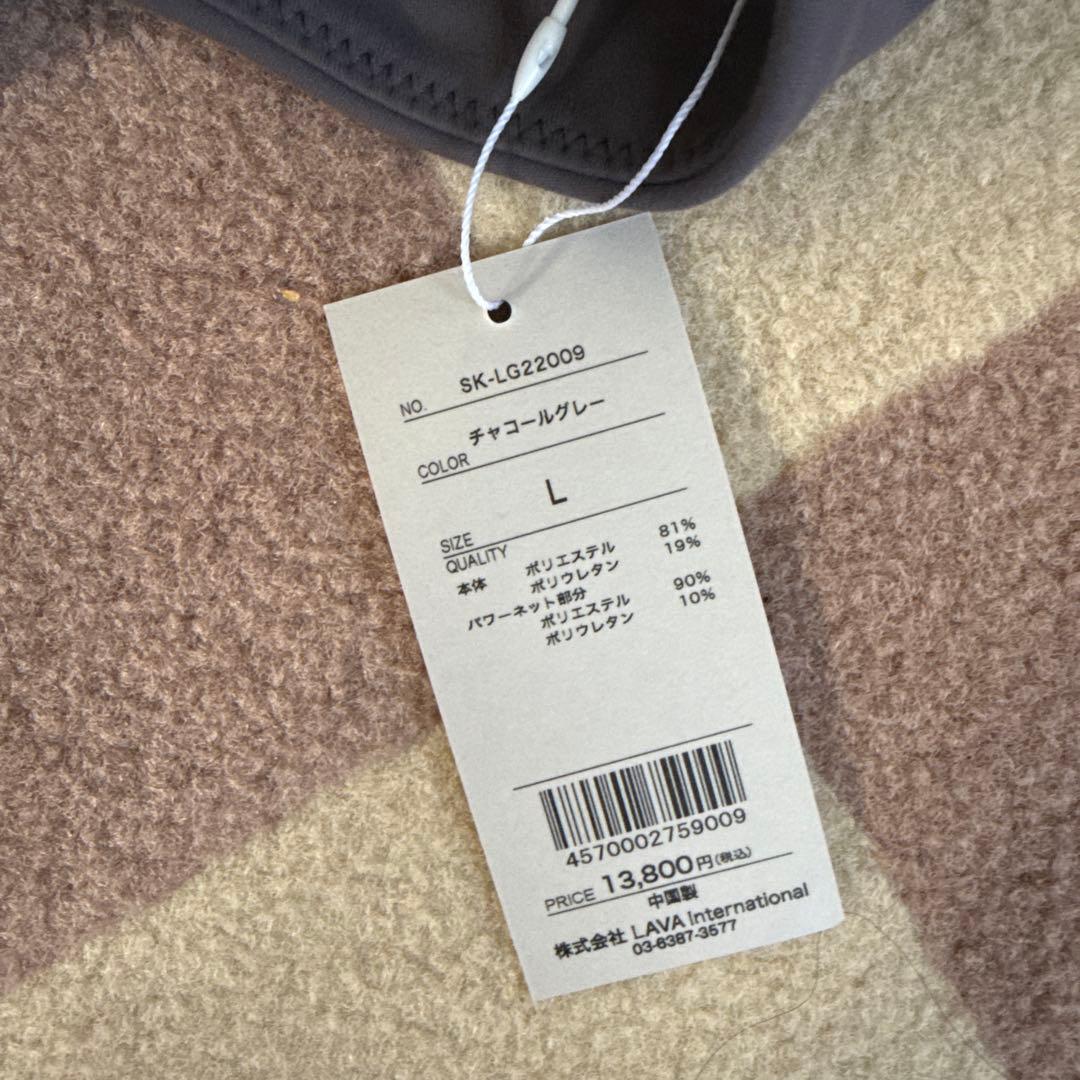 NO. SK-LG22009
COLOR チャコールグレー
SIZE L
QUALITY
本体 ポリエステル 81%
ポリウレタン 19%
パワーネット部分
ポリエステル 90%
ポリウレタン 10%
4570002759009
PRICE 13,800円(税込)
中国製
株式会社 LAVA International
03-6387-3577